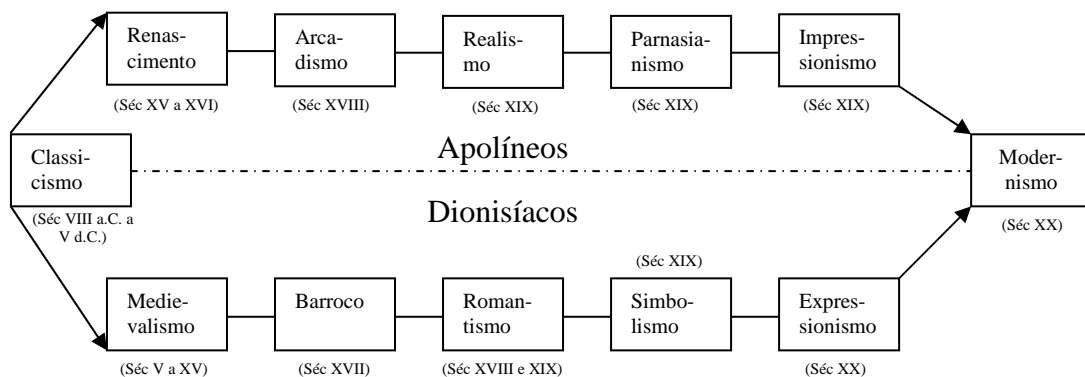 Renas-
cimento
Arca-
dismo
Realis-
mo
Parnasia-
nismo
Impres-
sionismo
(Séc XV a XVI)
(Séc XVIII)
(Séc XIX)
(Séc XIX)
(Séc XIX)
Classi-
cismo
(Séc VIII a.C. a
V d.C.)
Apolíneos
Dionisíacos
Moder-
nismo
(Séc XX)
(Séc XIX)
Medie-
valismo
Barroco
Roman-
tismo
Simbo-
lismo
Expres-
sionismo
(Séc V a XV)
(Séc XVII)
(Séc XVIII e XIX)
(Séc XX)